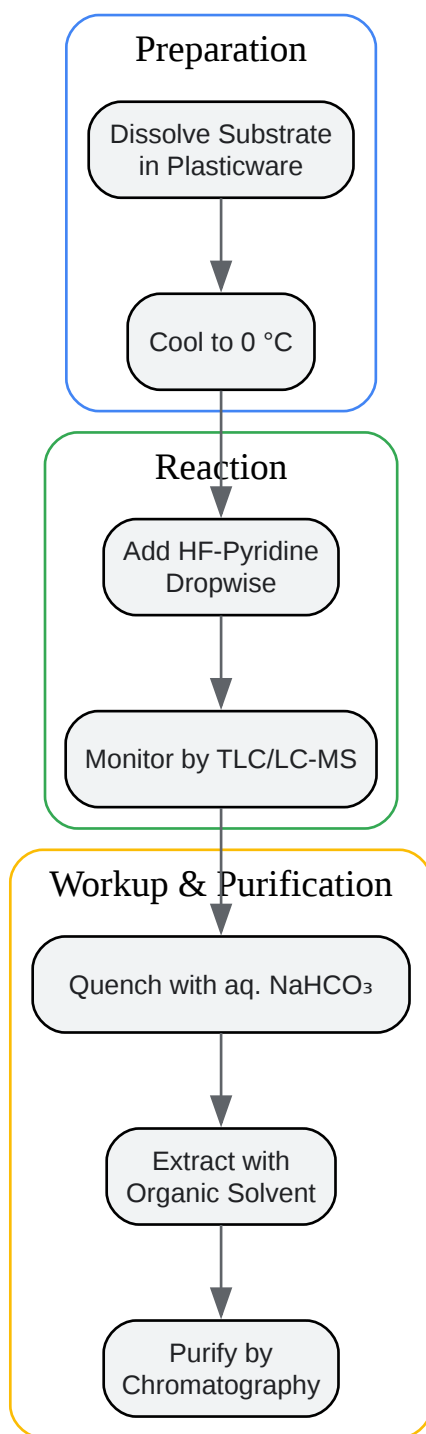 Preparation
Dissolve Substrate
in Plasticware
Cool to 0 °C
Reaction
Add HF-Pyridine
Dropwise
Monitor by TLC/LC-MS
Workup & Purification
Quench with aq. NaHCO₃
Extract with
Organic Solvent
Purify by
Chromatography